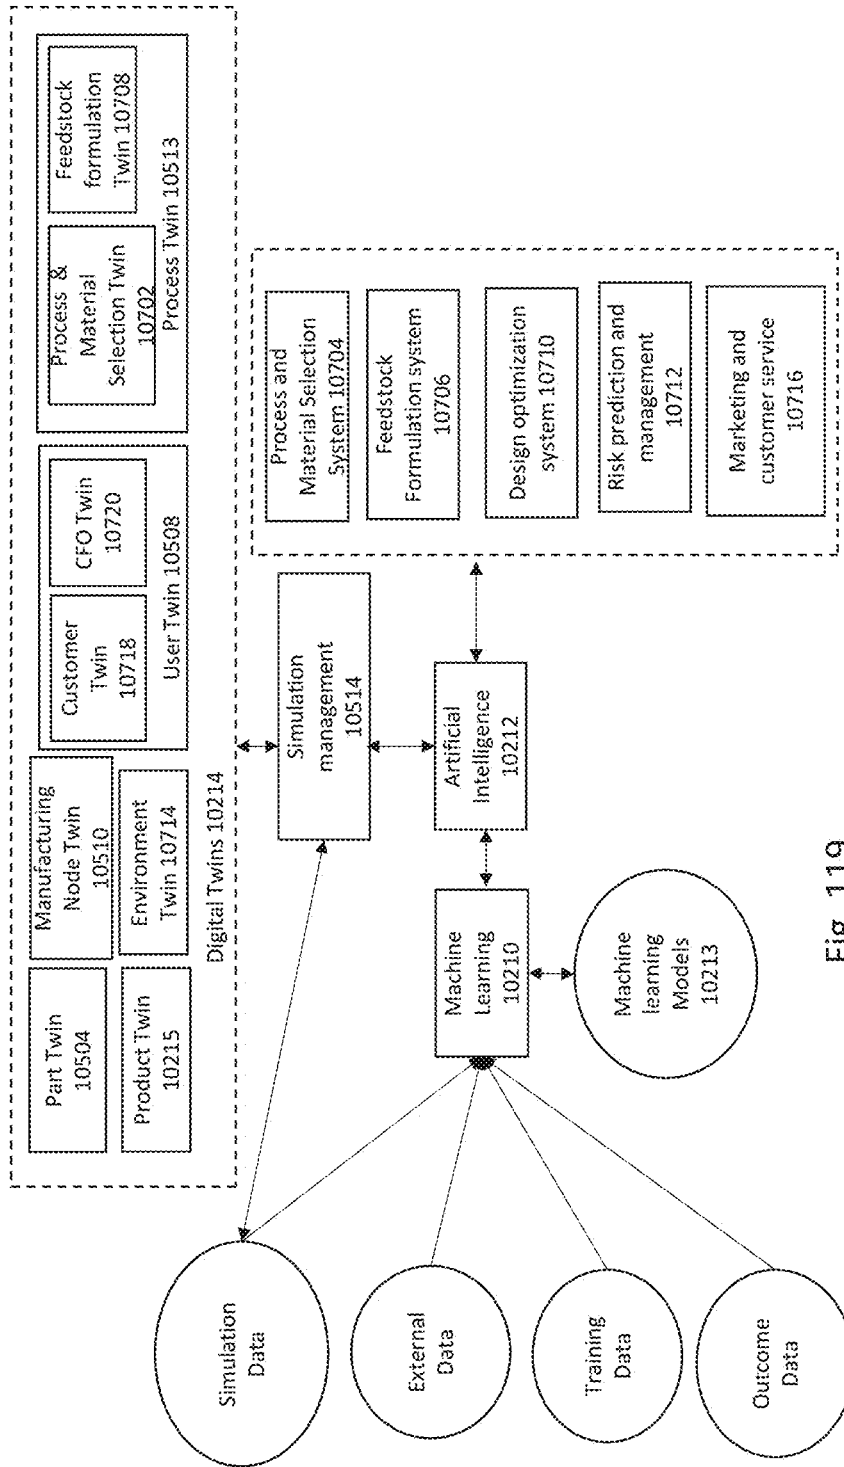 Part Twin
10504
Product Twin
10215
Manufacturing
Node Twin
10510
Environment
Twin 10714
Customer
Twin
10718
CFO Twin
10720
User Twin 10508
Process &
Material
Selection Twin
10702
Feedstock
formulation
Twin 10708
Process Twin 10513
Digital Twins 10214
Simulation
management
10514
Process and
Material Selection
System 10704
Feedstock
Formulation system
10706
Design optimization
system 10710
Risk prediction and
management
10712
Marketing and
customer service
10716
Artificial
Intelligence
10212
Machine
Learning
10210
Machine
learning
Models
10213
Simulation
Data
External
Data
Training
Data
Outcome
Data
Fig. 119